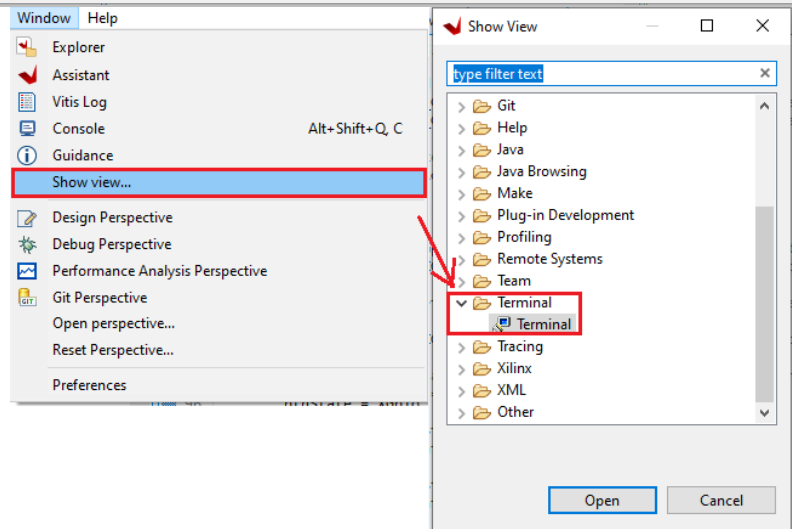 Window Help
Explorer
Assistant
Vitis Log
Console Alt+Shift+Q, C
Guidance
Show view...
Design Perspective
Debug Perspective
Performance Analysis Perspective
GIT Git Perspective
Open perspective...
Reset Perspective...
Preferences
Show View
type filter text
Git
Help
Java
Java Browsing
Make
Plug-in Development
Profiling
Remote Systems
Team
Terminal
Terminal
Tracing
Xilinx
XML
Other
Open Cancel